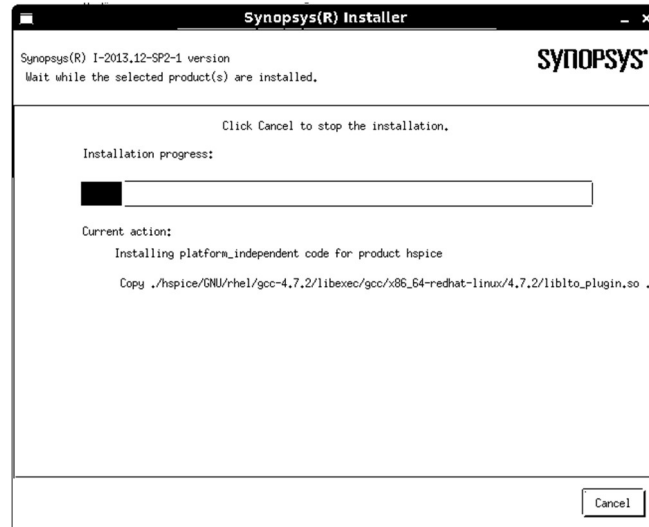 Synopsys(R) Installer
Synopsys(R) I-2013.12-SP2-1 version
SYNOPSYS
Wait while the selected product(s) are installed.
Click Cancel to stop the installation.
Installation progress:
Current action:
Installing platform_independent code for product hspice
Copy ./hspice/GNU/rhel/gcc-4.7.2/libexec/gcc/x86_64-redhat-linux/4.7.2/liblto_plugin.so .
Cancel